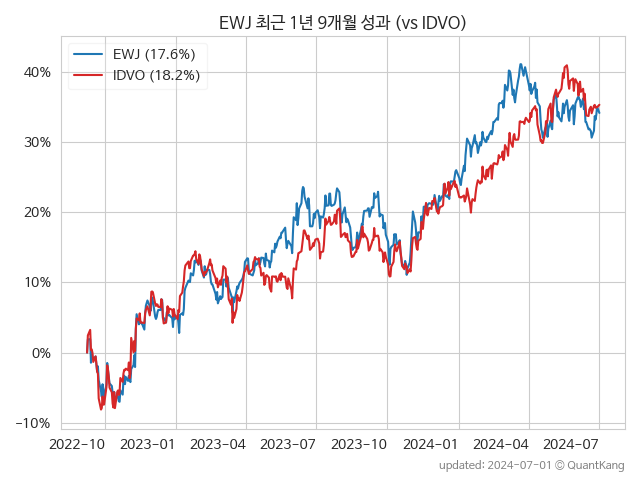 EWJ 최근 1년 9개월 성과 (vs IDVO)
EWJ (17.6%)
IDVO (18.2%)
40%
30%
20%
10%
0%
−10%
2022-10 2023-01 2023-04 2023-07 2023-10 2024-01 2024-04 2024-07
updated: 2024-07-01 © QuantKang